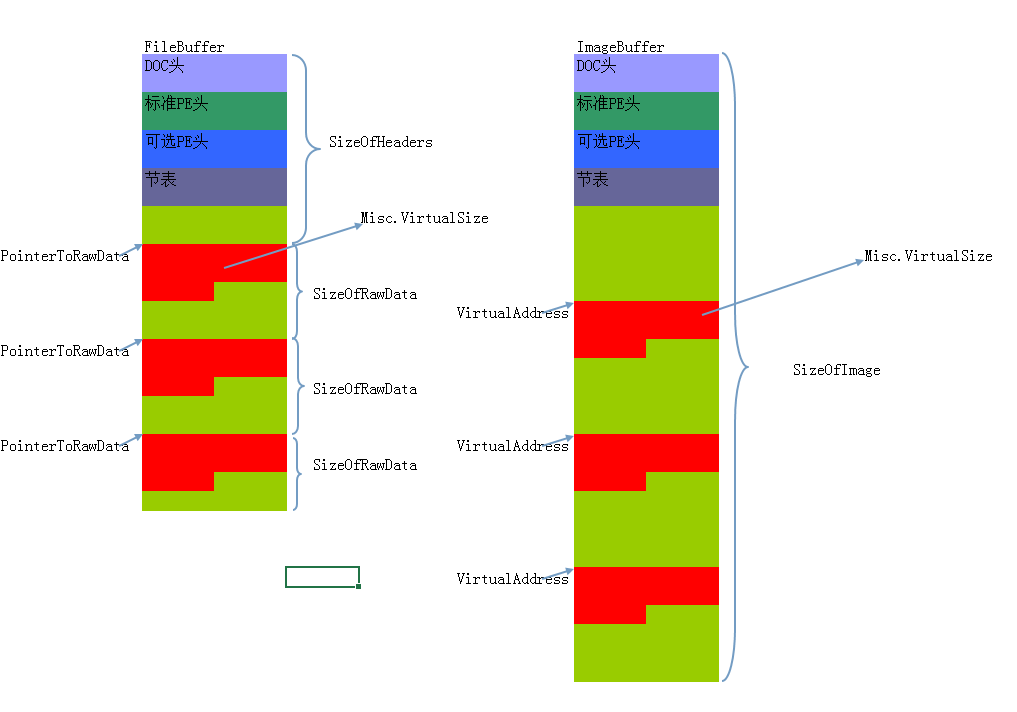 FileBuffer
DOC头
标准PE头
可选PE头
节表
SizeOfHeaders
Misc.VirtualSize
PointerToRawData
SizeOfRawData
PointerToRawData
SizeOfRawData
PointerToRawData
SizeOfRawData
ImageBuffer
DOC头
标准PE头
可选PE头
节表
Misc.VirtualSize
VirtualAddress
SizeOfImage
VirtualAddress
VirtualAddress